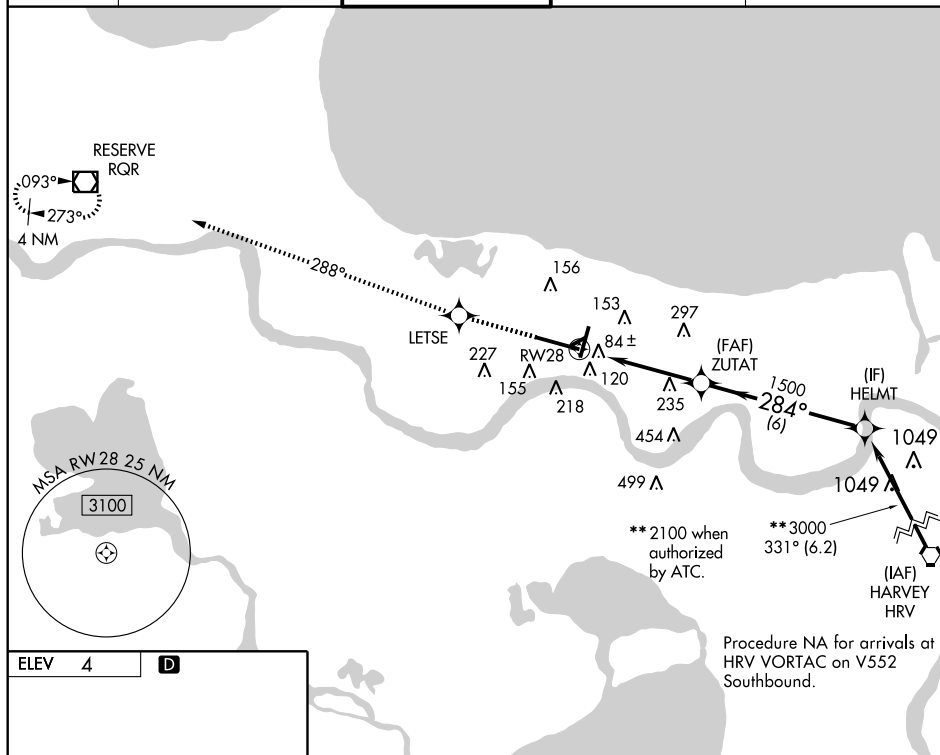 RESERVE
RQR
093°
273°
4 NM
288°
LETSE
156
153
297
84 ±
RW28
227
155
120
218
235
(FAF)
ZUTAT
1500
284°
(6)
(IF)
HELMT
1049
1049
454
499
MSA RW 28 25 NM
3100
**2100 when
authorized
by ATC.
**3000
331° (6.2)
(IAF)
HARVEY
HRV
Procedure NA for arrivals at
HRV VORTAC on V552
Southbound.
ELEV 4
D